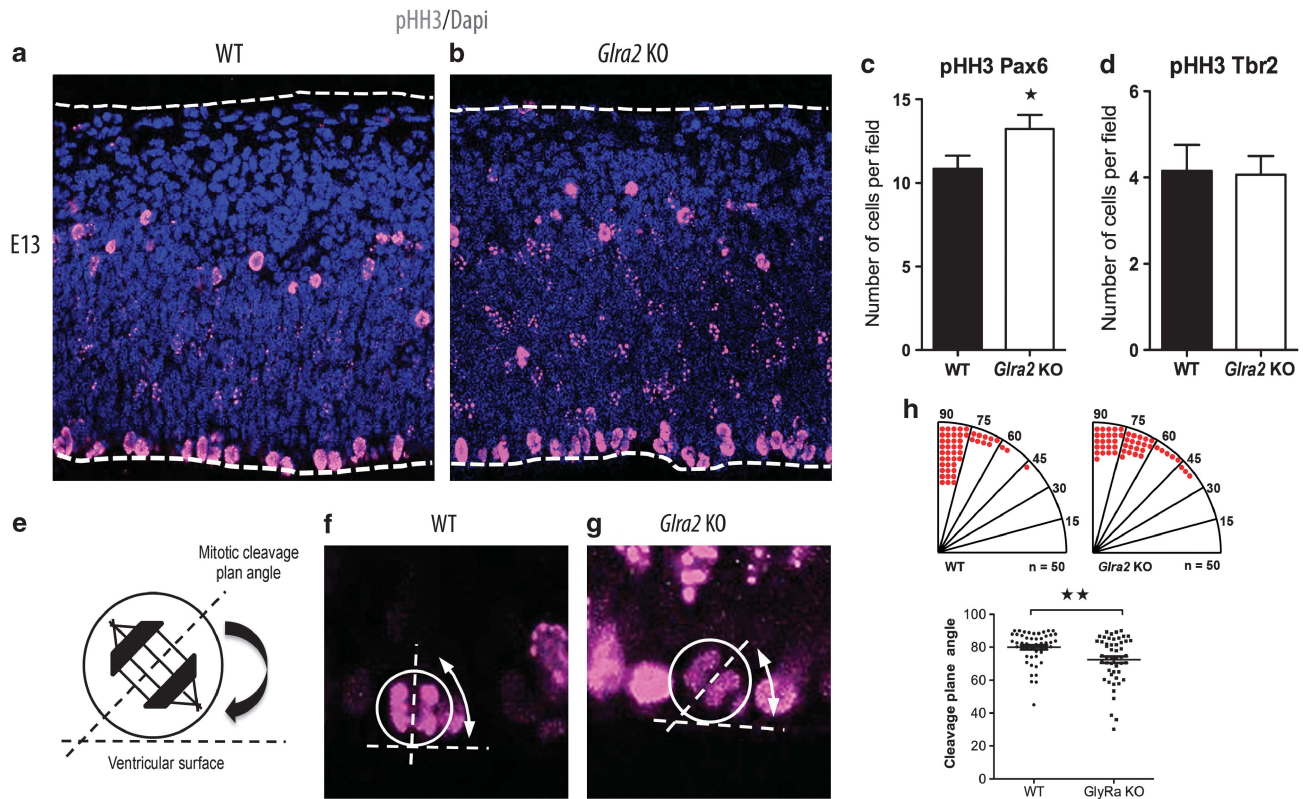 pHH3/Dapi
a WT
b Glra2 KO
E13
c pHH3 Pax6
Number of cells per field
15
10
5
0
★
WT Glra2 KO
d pHH3 Tbr2
Number of cells per field
6
4
2
0
WT Glra2 KO
e
Mitotic cleavage
plan angle
Ventricular surface
f WT
g Glra2 KO
h
90
75
60
45
30
15
WT n = 50
90
75
60
45
30
15
Glra2 KO n = 50
★★
Cleavage plane angle
100
80
60
40
20
0
WT GlyRa KO